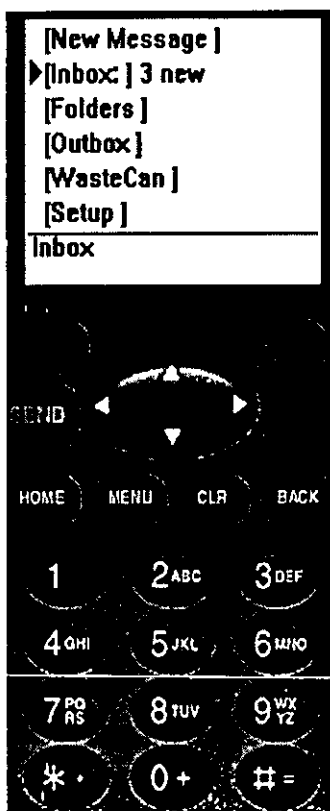 [New Message ]
[Inbox: ] 3 new
[Folders ]
[Outbox ]
[WasteCan ]
[Setup ]
Inbox
SEND
HOME MENU CLR BACK
1 2ABC 3DEF
4GHI 5JKL 6MNO
7PQRS 8TUV 9WXYZ
* 0+ #=